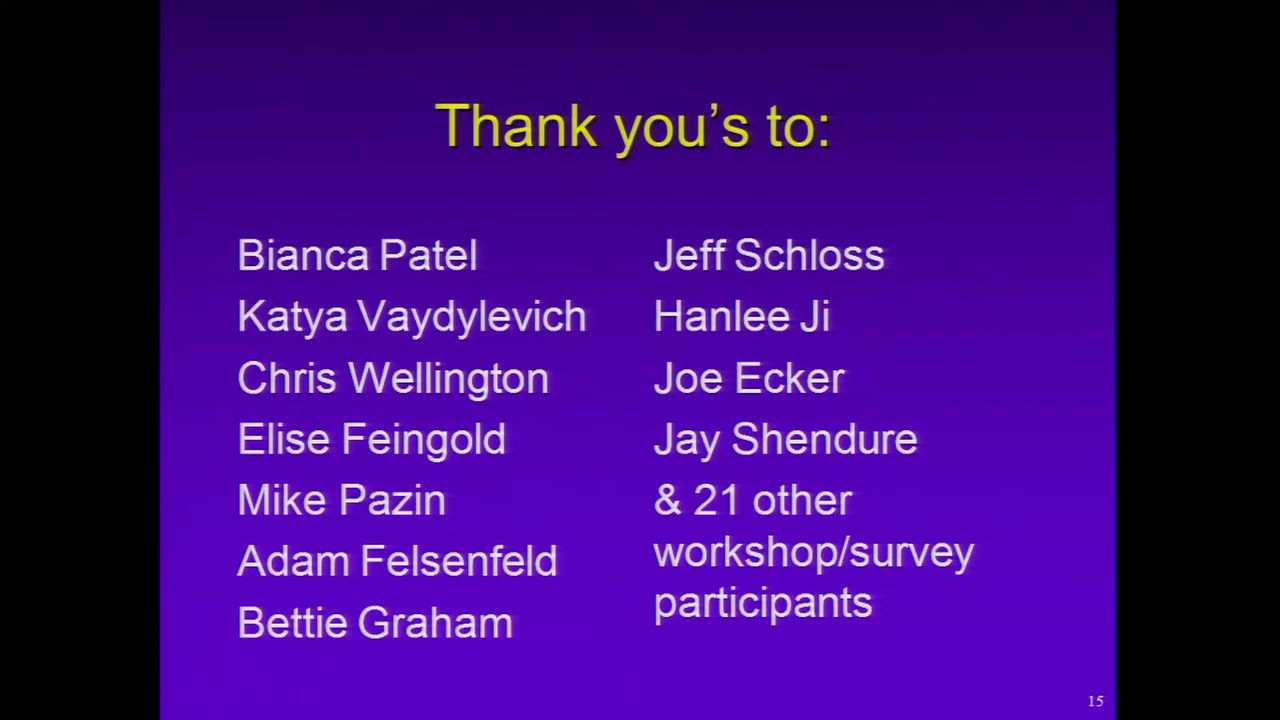 Thank you's to:
Bianca Patel
Katya Vaydylevich
Chris Wellington
Elise Feingold
Mike Pazin
Adam Felsenfeld
Bettie Graham
Jeff Schloss
Hanlee Ji
Joe Ecker
Jay Shendure
& 21 other
workshop/survey
participants
15